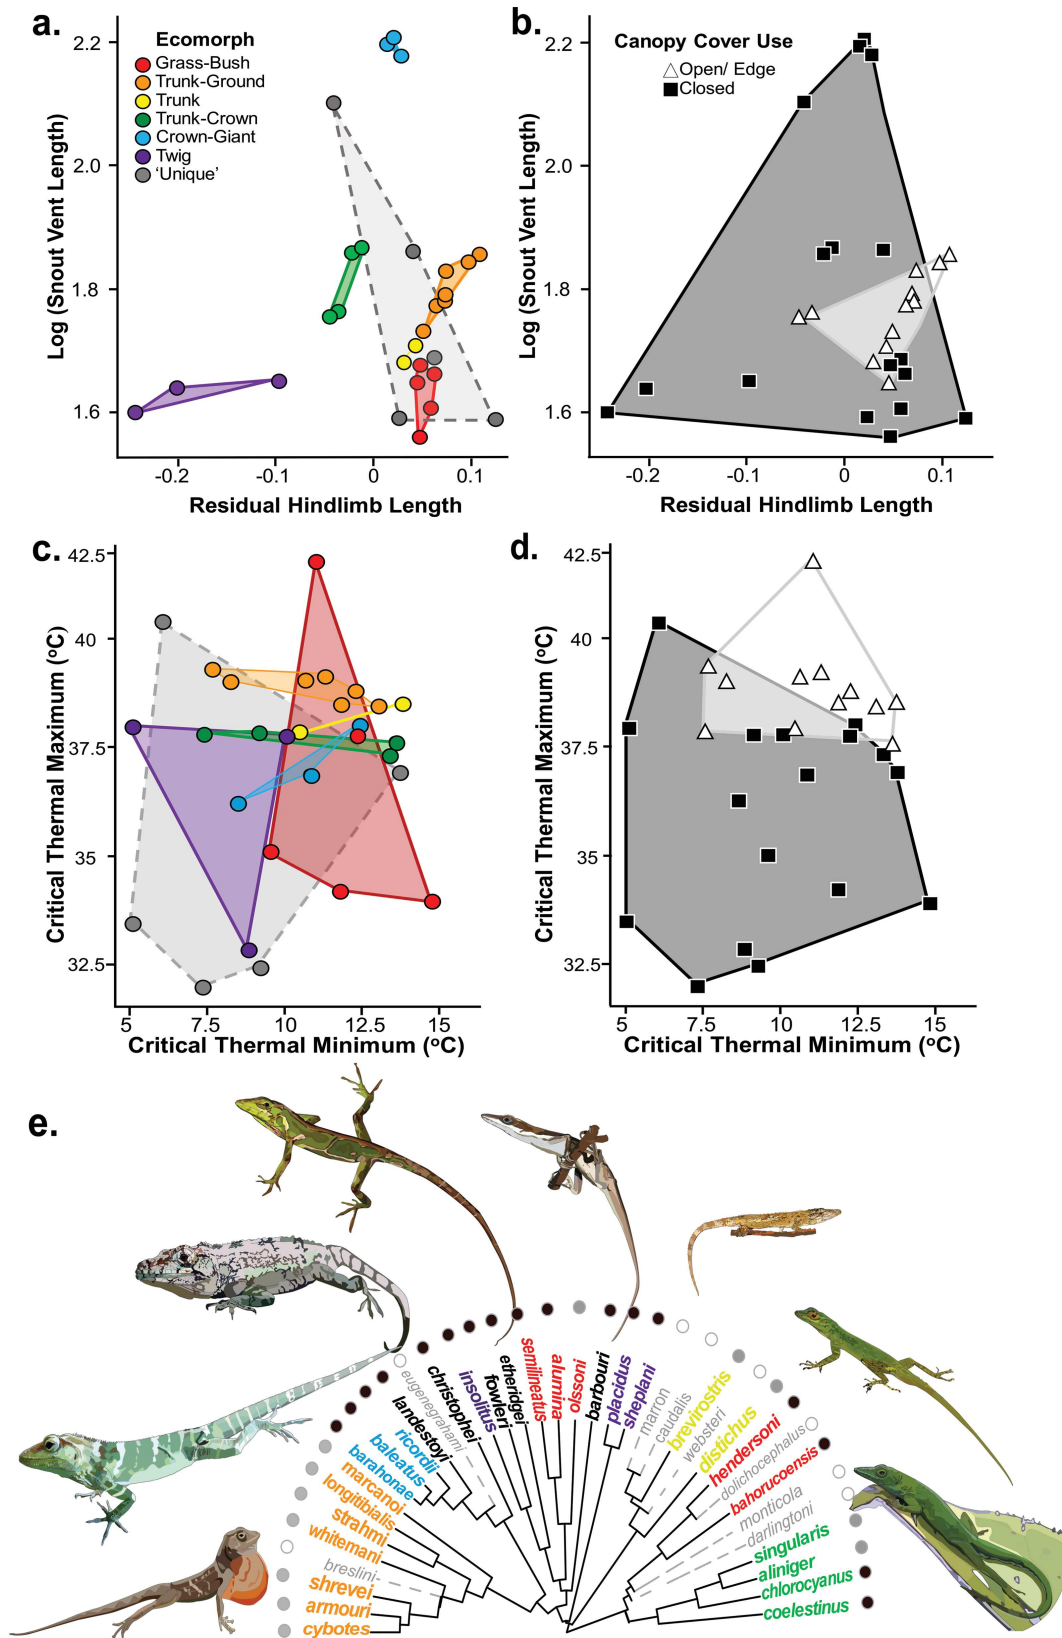 a.
Ecomorph
Grass-Bush
Trunk-Ground
Trunk
Trunk-Crown
Crown-Giant
Twig
‘Unique’
2.2
2.0
1.8
1.6
Log (Snout Vent Length)
-0.2
-0.1
0
0.1
Residual Hindlimb Length
b.
Canopy Cover Use
Open/ Edge
Closed
2.2
2.0
1.8
1.6
Log (Snout Vent Length)
-0.2
-0.1
0
0.1
Residual Hindlimb Length
c.
42.5
40
37.5
35
32.5
Critical Thermal Maximum (ºC)
5
7.5
10
12.5
15
Critical Thermal Minimum (ºC)
d.
42.5
40
37.5
35
32.5
Critical Thermal Maximum (ºC)
5
7.5
10
12.5
15
Critical Thermal Minimum (ºC)
e.
cybotes
armouri
shrevei
breslini
whitemani
strahmi
longitibialis
marcanoi
barahonae
baleatus
ricordii
landestoyi
eugenegrahami
christophei
insolitus
fowleri
etheridgei
semilineatus
alumina
olssoni
barbouri
placidus
sheplani
marron
caudalis
brevirostris
websteri
distichus
hendersoni
dolichocephalus
bahorucoensis
monticola
darlingtoni
singularis
aliniger
chlorocyanus
coelestinus